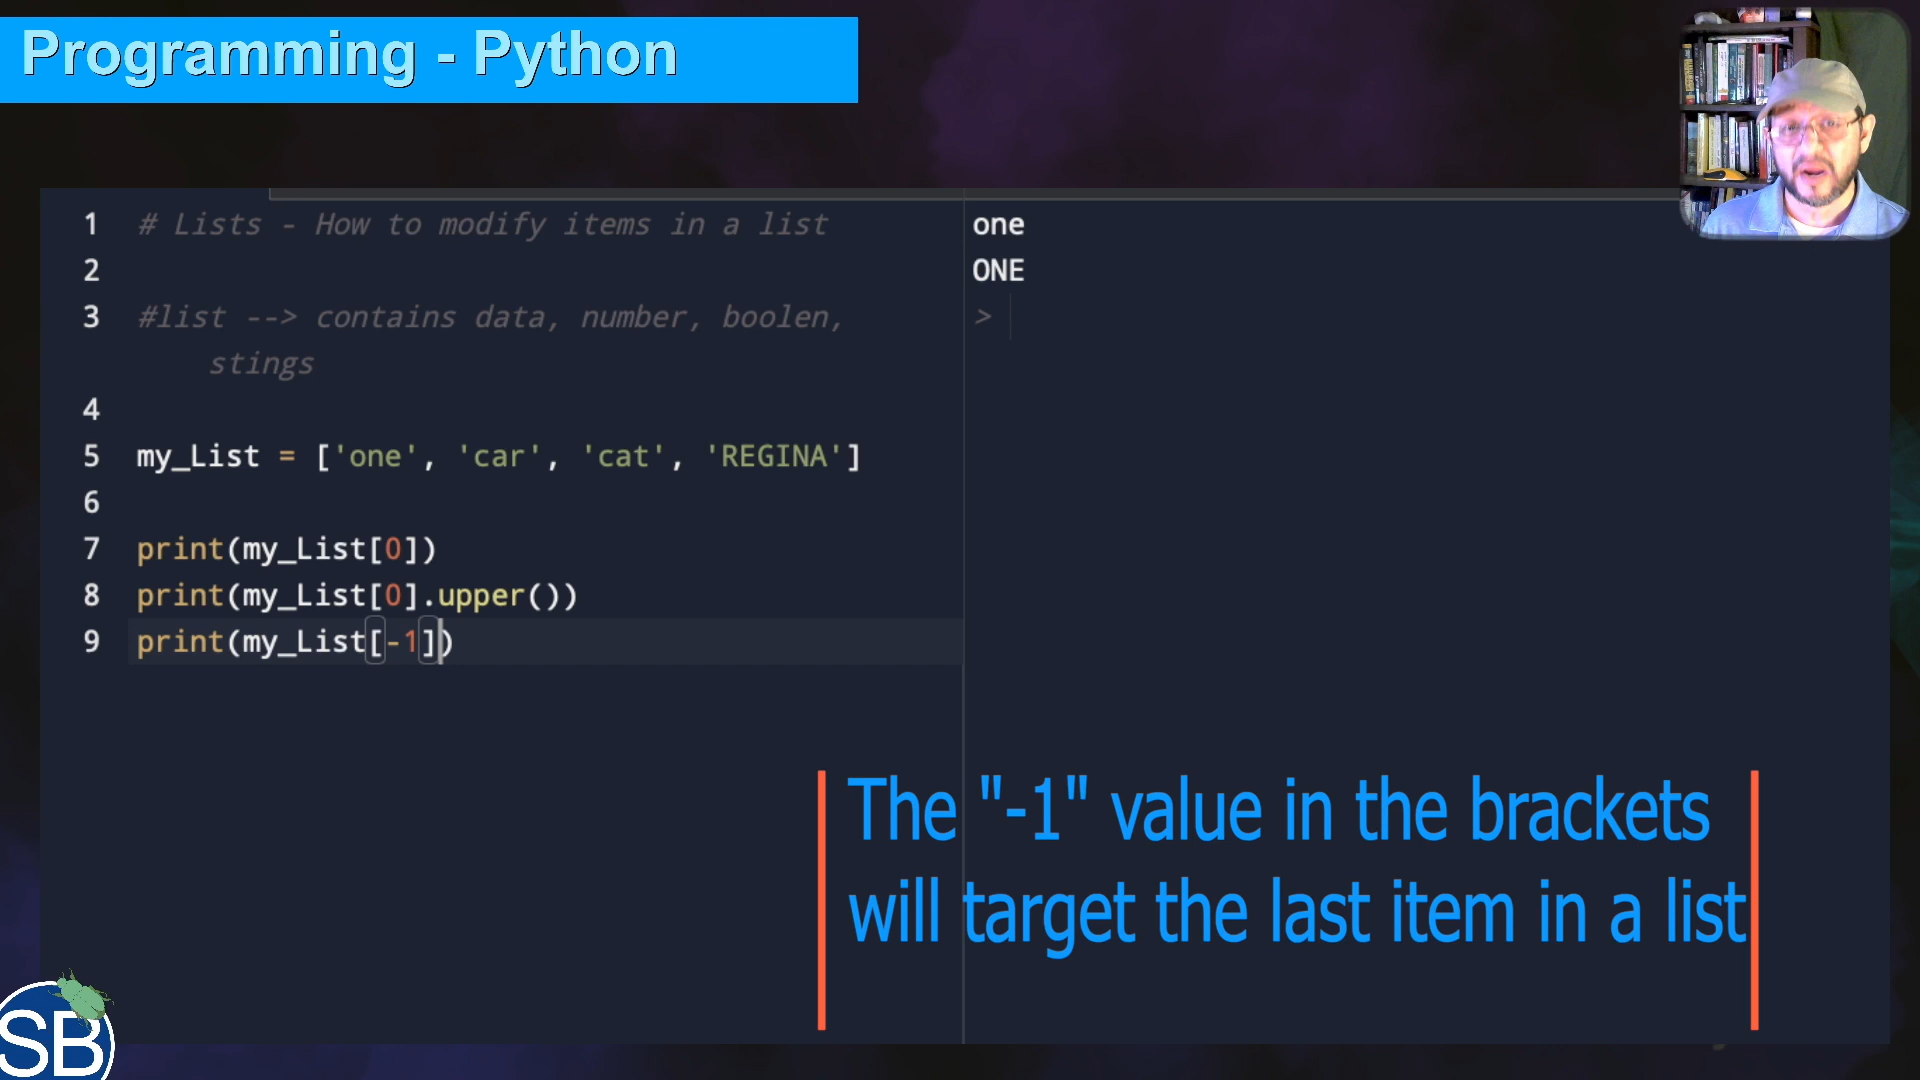 Programming - Python
1 # Lists - How to modify items in a list
2
3 #list --> contains data, number, boolen,
stings
4
5 my_List = ['one', 'car', 'cat', 'REGINA']
6
7 print(my_List[0])
8 print(my_List[0].upper())
9 print(my_List[-1])
one
ONE
>
The "-1" value in the brackets
will target the last item in a list
SB